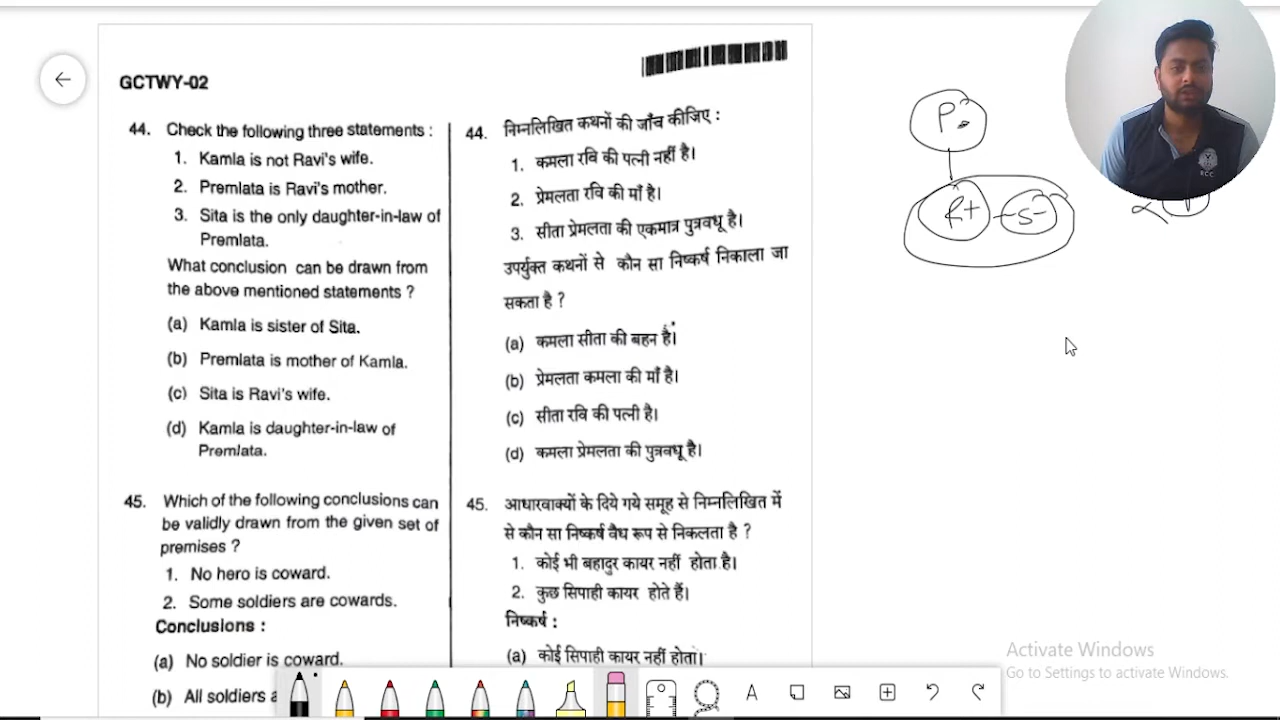 GCTWY-02
44. Check the following three statements :
1. Kamla is not Ravi's wife.
2. Premlata is Ravi's mother.
3. Sita is the only daughter-in-law of
Premlata.
What conclusion can be drawn from
the above mentioned statements ?
(a) Kamla is sister of Sita.
(b) Premlata is mother of Kamla.
(c) Sita is Ravi's wife.
(d) Kamla is daughter-in-law of
Premlata.
45. Which of the following conclusions can
be validly drawn from the given set of
premises ?
1. No hero is coward.
2. Some soldiers are cowards.
Conclusions :
(a) No soldier is coward.
(b) All soldiers
44. निम्नलिखित कथनों की जाँच कीजिए :
1. कमला रवि की पत्नी नहीं है।
2. प्रेमलता रवि की माँ है।
3. सीता प्रेमलता की एकमात्र पुत्रवधू है।
उपर्युक्त कथनों से कौन सा निष्कर्ष निकाला जा
सकता है ?
(a) कमला सीता की बहन है।
(b) प्रेमलता कमला की माँ है।
(c) सीता रवि की पत्नी है।
(d) कमला प्रेमलता की पुत्रवधू है।
45. आधारवाक्यों के दिये गये समूह से निम्नलिखित में
से कौन सा निष्कर्ष वैध रूप से निकलता है ?
1. कोई भी बहादुर कायर नहीं होता है।
2. कुछ सिपाही कायर होते हैं।
निष्कर्ष :
(a) कोई सिपाही कायर नहीं होता।
P
R+ -S-
KCC
Activate Windows
Go to Settings to activate Windows.
A